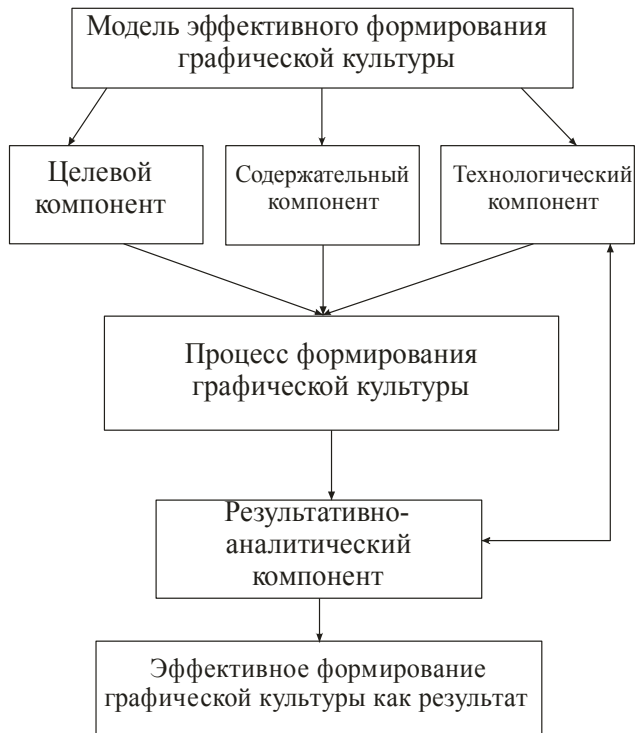 Модель эффективного формирования
графической культуры
Целевой
компонент
Содержательный
компонент
Технологический
компонент
Процесс формирования
графической культуры
Результативно-
аналитический
компонент
Эффективное формирование
графической культуры как результат